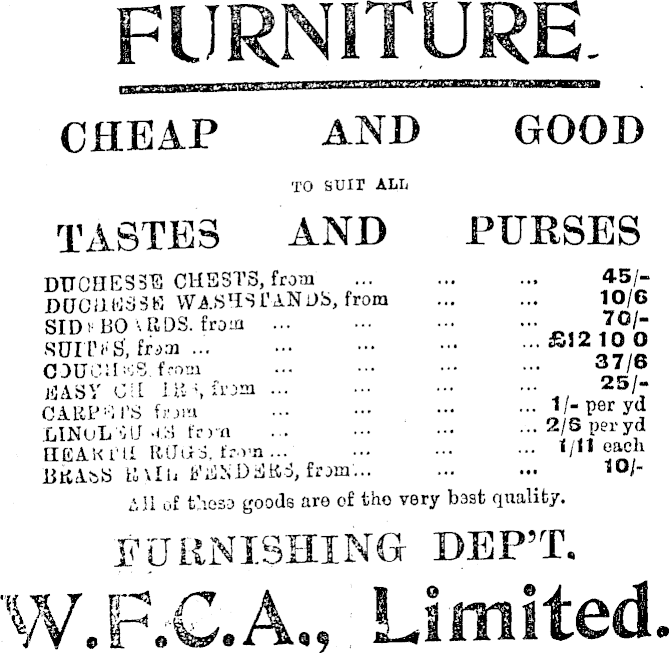 FURNITURE.
CHEAP AND GOOD
TO SUIT ALL
TASTES AND PURSES
DUCHESSE CHESTS, from ... ... ... 45/-
DUCHESSE WASHSTANDS, from ... ... 10/6
SIDEBOARDS, from ... ... ... ... 70/-
SUITES, from ... ... ... ... £12 10 0
COUCHES, from ... ... ... ... 37/6
EASY CHAIRS, from ... ... ... ... 25/-
CARPETS from ... ... ... ... 1/- per yd
LINOLEUMS from ... ... ... ... 2/6 per yd
HEARTH RUGS, from ... ... ... ... 1/11 each
BRASS RAIL FENDERS, from ... ... ... 10/-
All of these goods are of the very best quality.
FURNISHING DEP'T.
W.F.C.A., Limited.